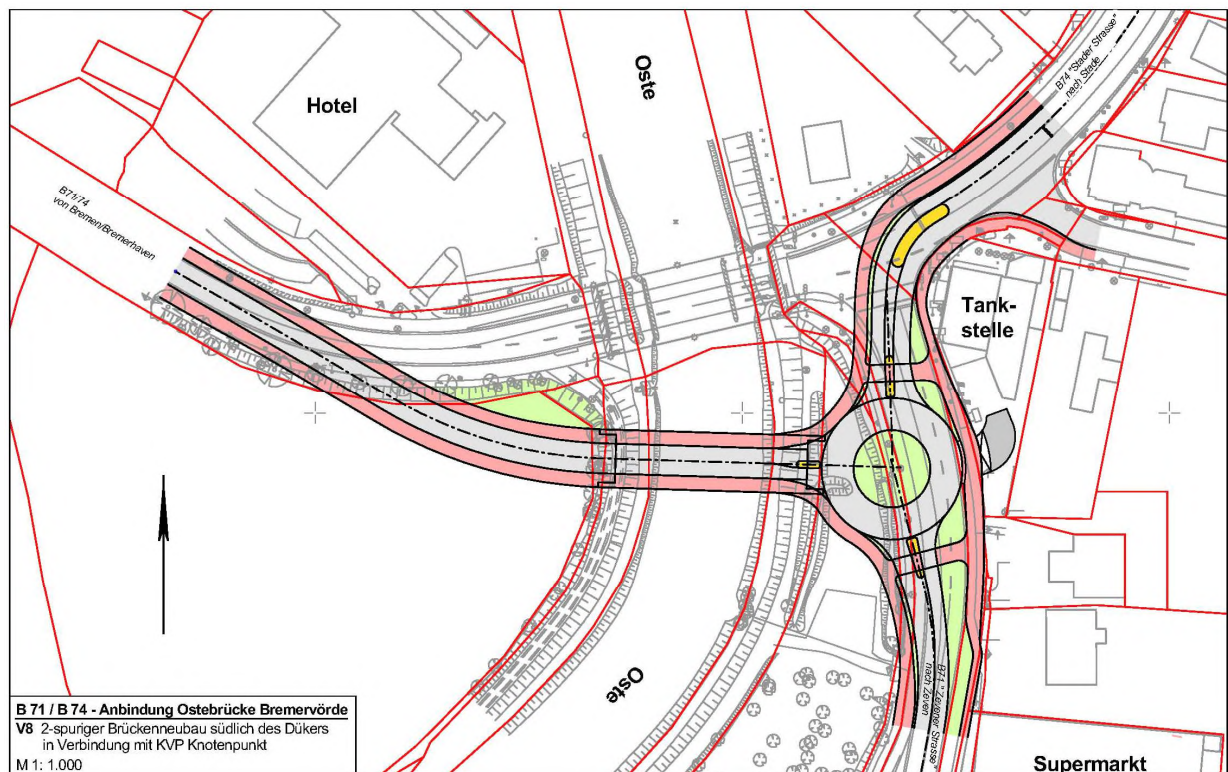 Hotel
Oste
B74 "Stader Strasse"
nach Stade
B71/74
von Bremen/Bremerhaven
Tank-
stelle
Oste
B71 "Zevener Strasse"
nach Zeven
Supermarkt
B 71 / B 74 - Anbindung Ostebrücke Bremervörde
V8 2-spuriger Brückenneubau südlich des Dükers
in Verbindung mit KVP Knotenpunkt
M 1: 1.000